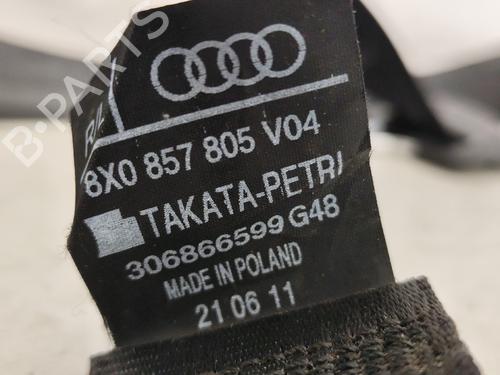 B-PARTS
8X0 857 805 V04
TAKATA-PETRI
306866599 G48
MADE IN POLAND
21 06 11